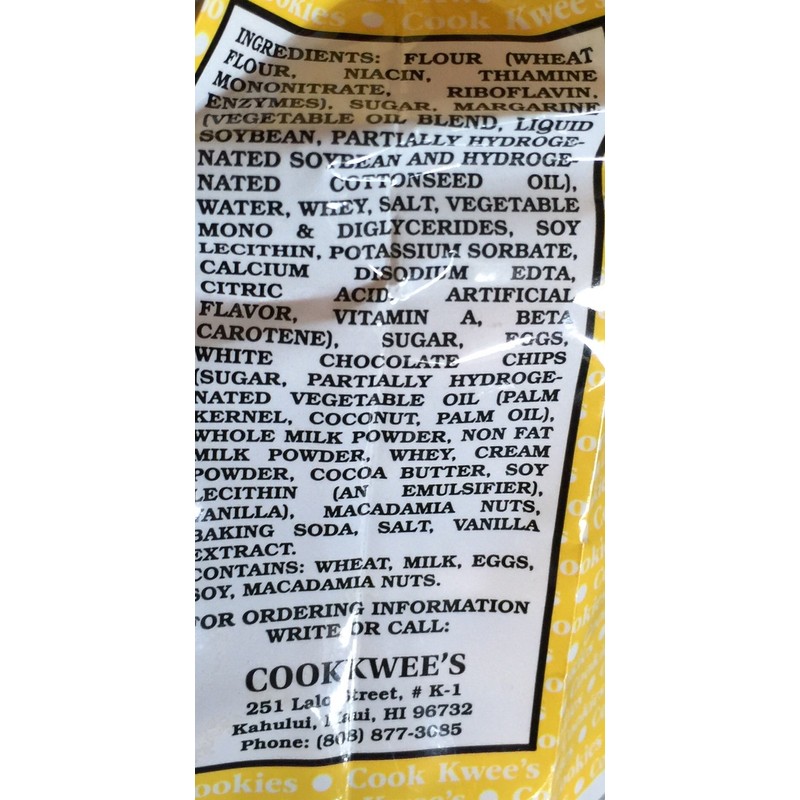 okies • Cook Kwee's
INGREDIENTS: FLOUR (WHEAT
FLOUR, NIACIN, THIAMINE
MONONITRATE, RIBOFLAVIN,
ENZYMES), SUGAR, MARGARINE
(VEGETABLE OIL BLEND, LIQUID
SOYBEAN, PARTIALLY HYDROGE-
NATED SOYBEAN AND HYDROGE-
NATED COTTONSEED OIL),
WATER, WHEY, SALT, VEGETABLE
MONO & DIGLYCERIDES, SOY
LECITHIN, POTASSIUM SORBATE,
CALCIUM DISODIUM EDTA,
CITRIC ACID, ARTIFICIAL
FLAVOR, VITAMIN A, BETA
CAROTENE), SUGAR, EGGS,
WHITE CHOCOLATE CHIPS
(SUGAR, PARTIALLY HYDROGE-
NATED VEGETABLE OIL (PALM
KERNEL, COCONUT, PALM OIL),
WHOLE MILK POWDER, NON FAT
MILK POWDER, WHEY, CREAM
POWDER, COCOA BUTTER, SOY
LECITHIN (AN EMULSIFIER),
VANILLA), MACADAMIA NUTS,
BAKING SODA, SALT, VANILLA
EXTRACT.
CONTAINS: WHEAT, MILK, EGGS,
SOY, MACADAMIA NUTS.
FOR ORDERING INFORMATION
WRITE OR CALL:
COOKKWEE'S
251 Lalo Street, # K-1
Kahului, Maui, HI 96732
Phone: (808) 877-3085
ookies • Cook Kwee's